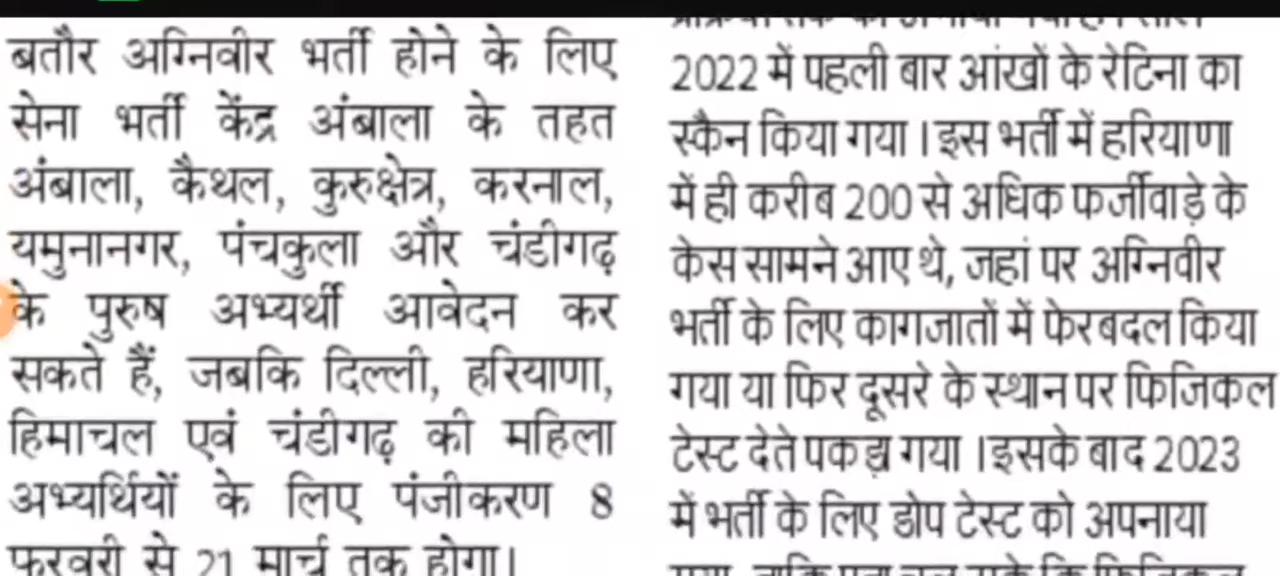 बतौर अग्निवीर भर्ती होने के लिए
सेना भर्ती केंद्र अंबाला के तहत
अंबाला, कैथल, कुरुक्षेत्र, करनाल,
यमुनानगर, पंचकुला और चंडीगढ़
के पुरुष अभ्यर्थी आवेदन कर
सकते हैं, जबकि दिल्ली, हरियाणा,
हिमाचल एवं चंडीगढ़ की महिला
अभ्यर्थियों के लिए पंजीकरण 8
फरवरी से 21 मार्च तक होगा।
2022 में पहली बार आंखों के रेटिना का
स्कैन किया गया। इस भर्ती में हरियाणा
में ही करीब 200 से अधिक फर्जीवाड़े के
केस सामने आए थे, जहां पर अग्निवीर
भर्ती के लिए कागजातों में फेरबदल किया
गया या फिर दूसरे के स्थान पर फिजिकल
टेस्ट देते पकड़ा गया। इसके बाद 2023
में भर्ती के लिए डोप टेस्ट को अपनाया